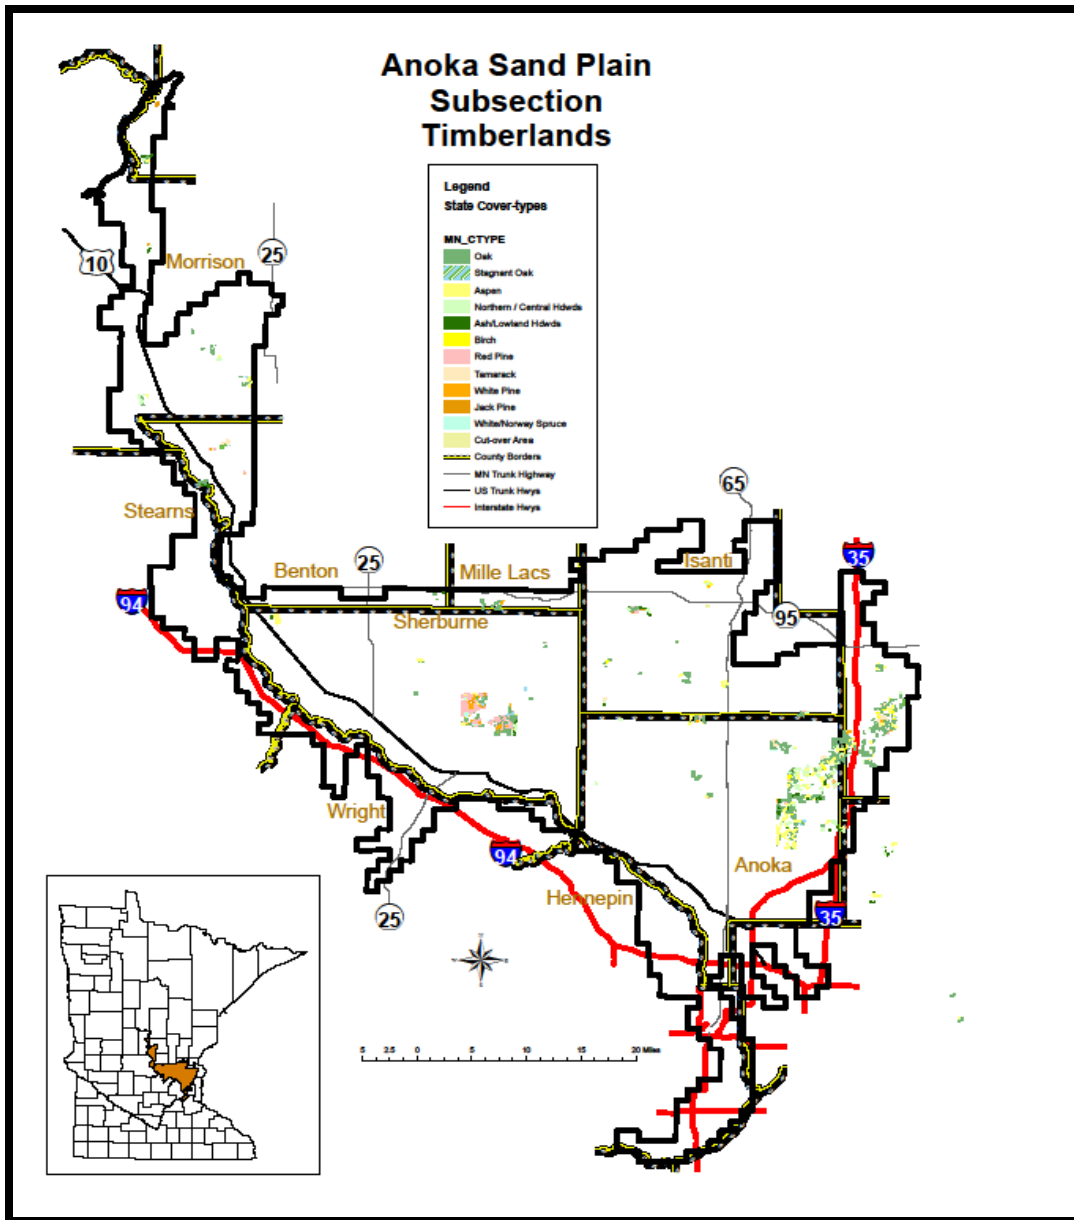 Anoka Sand Plain
Subsection
Timberlands
Legend
State Cover-types
MN_CTYPE
Oak
Stagnant Oak
Aspen
Northern / Central Hdwds
Ash/Lowland Hdwds
Birch
Red Pine
Tamarack
White Pine
Jack Pine
White/Norway Spruce
Cut-over Area
County Borders
MN Trunk Highway
US Trunk Hwys
Interstate Hwys
10
Morrison
25
65
Stearns
Benton
25
Mille Lacs
Isanti
35
94
Sherburne
95
Wright
94
Anoka
Hennepin
25
35
5 2.5 0 5 10 15 20 Miles